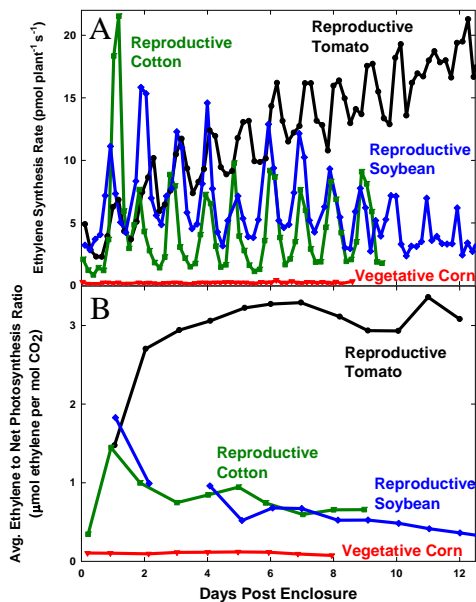 A
Ethylene Synthesis Rate (pmol plant⁻¹ s⁻¹)
20
15
10
5
0
Reproductive
Cotton
Reproductive
Tomato
Reproductive
Soybean
Vegetative Corn
B
Avg. Ethylene to Net Photosynthesis Ratio
(μmol ethylene per mol CO₂)
3
2
1
0
Reproductive
Tomato
Reproductive
Cotton
Reproductive
Soybean
Vegetative Corn
0 2 4 6 8 10 12
Days Post Enclosure